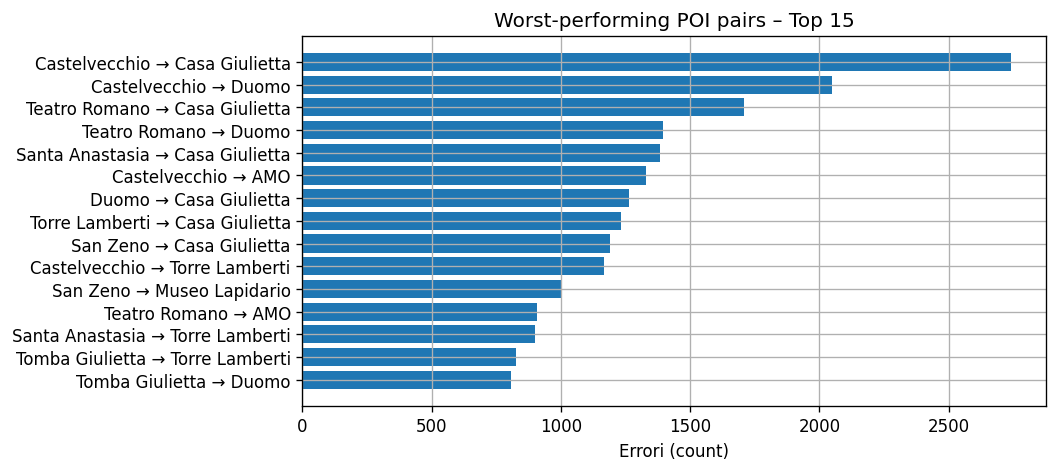 Worst-performing POI pairs – Top 15
Castelvecchio → Casa Giulietta
Castelvecchio → Duomo
Teatro Romano → Casa Giulietta
Teatro Romano → Duomo
Santa Anastasia → Casa Giulietta
Castelvecchio → AMO
Duomo → Casa Giulietta
Torre Lamberti → Casa Giulietta
San Zeno → Casa Giulietta
Castelvecchio → Torre Lamberti
San Zeno → Museo Lapidario
Teatro Romano → AMO
Santa Anastasia → Torre Lamberti
Tomba Giulietta → Torre Lamberti
Tomba Giulietta → Duomo
0 500 1000 1500 2000 2500
Errori (count)